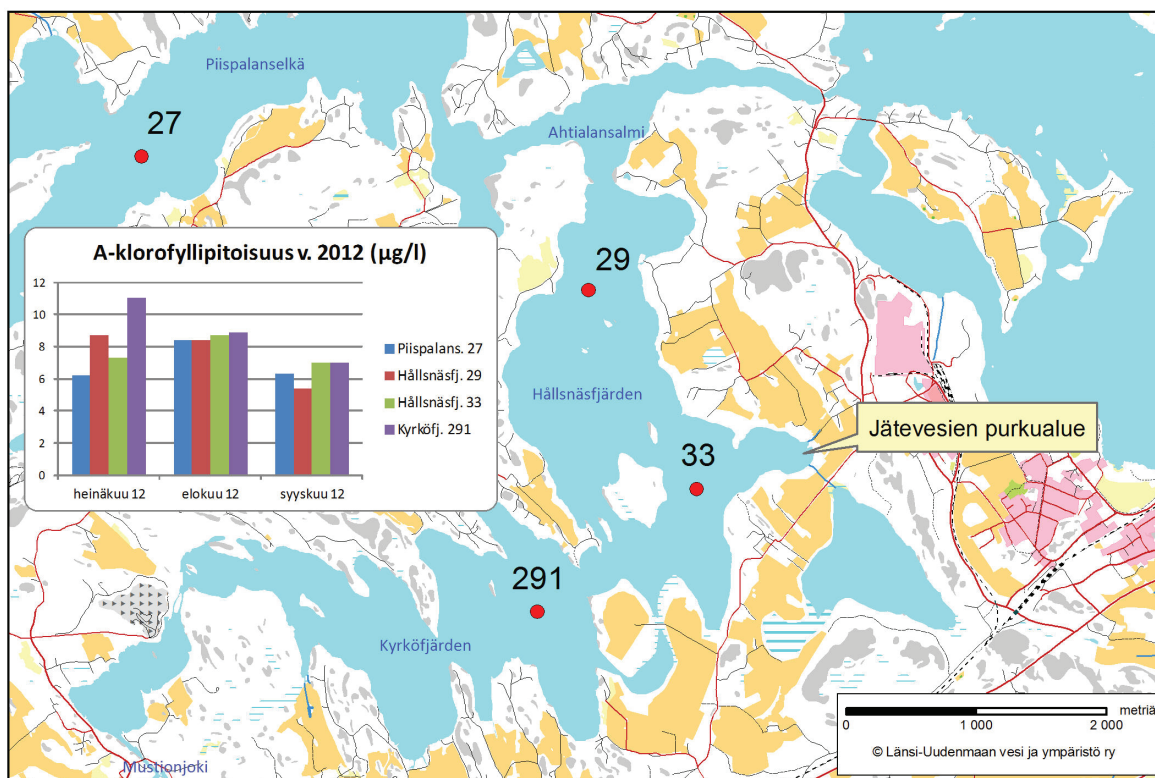 Piispalanselkä
27
Ahtialansalmi
A-klorofyllipitoisuus v. 2012 (µg/l)
12
10
8
6
4
2
0
heinäkuu 12
elokuu 12
syyskuu 12
Piispalans. 27
Hållsnäsfj. 29
Hållsnäsfj. 33
Kyrköfj. 291
29
Hållsnäsfjärden
Jätevesien purkualue
33
291
Kyrköfjärden
Mustionjoki
metriä
0 1 000 2 000
© Länsi-Uudenmaan vesi ja ympäristö ry